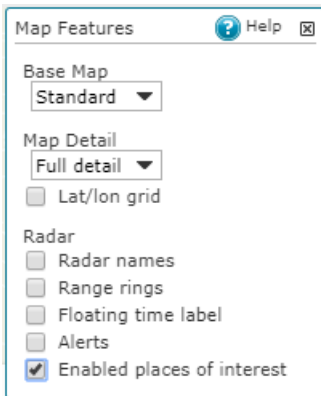 Map Features ? Help
Base Map
Standard
Map Detail
Full detail
Lat/lon grid
Radar
Radar names
Range rings
Floating time label
Alerts
Enabled places of interest